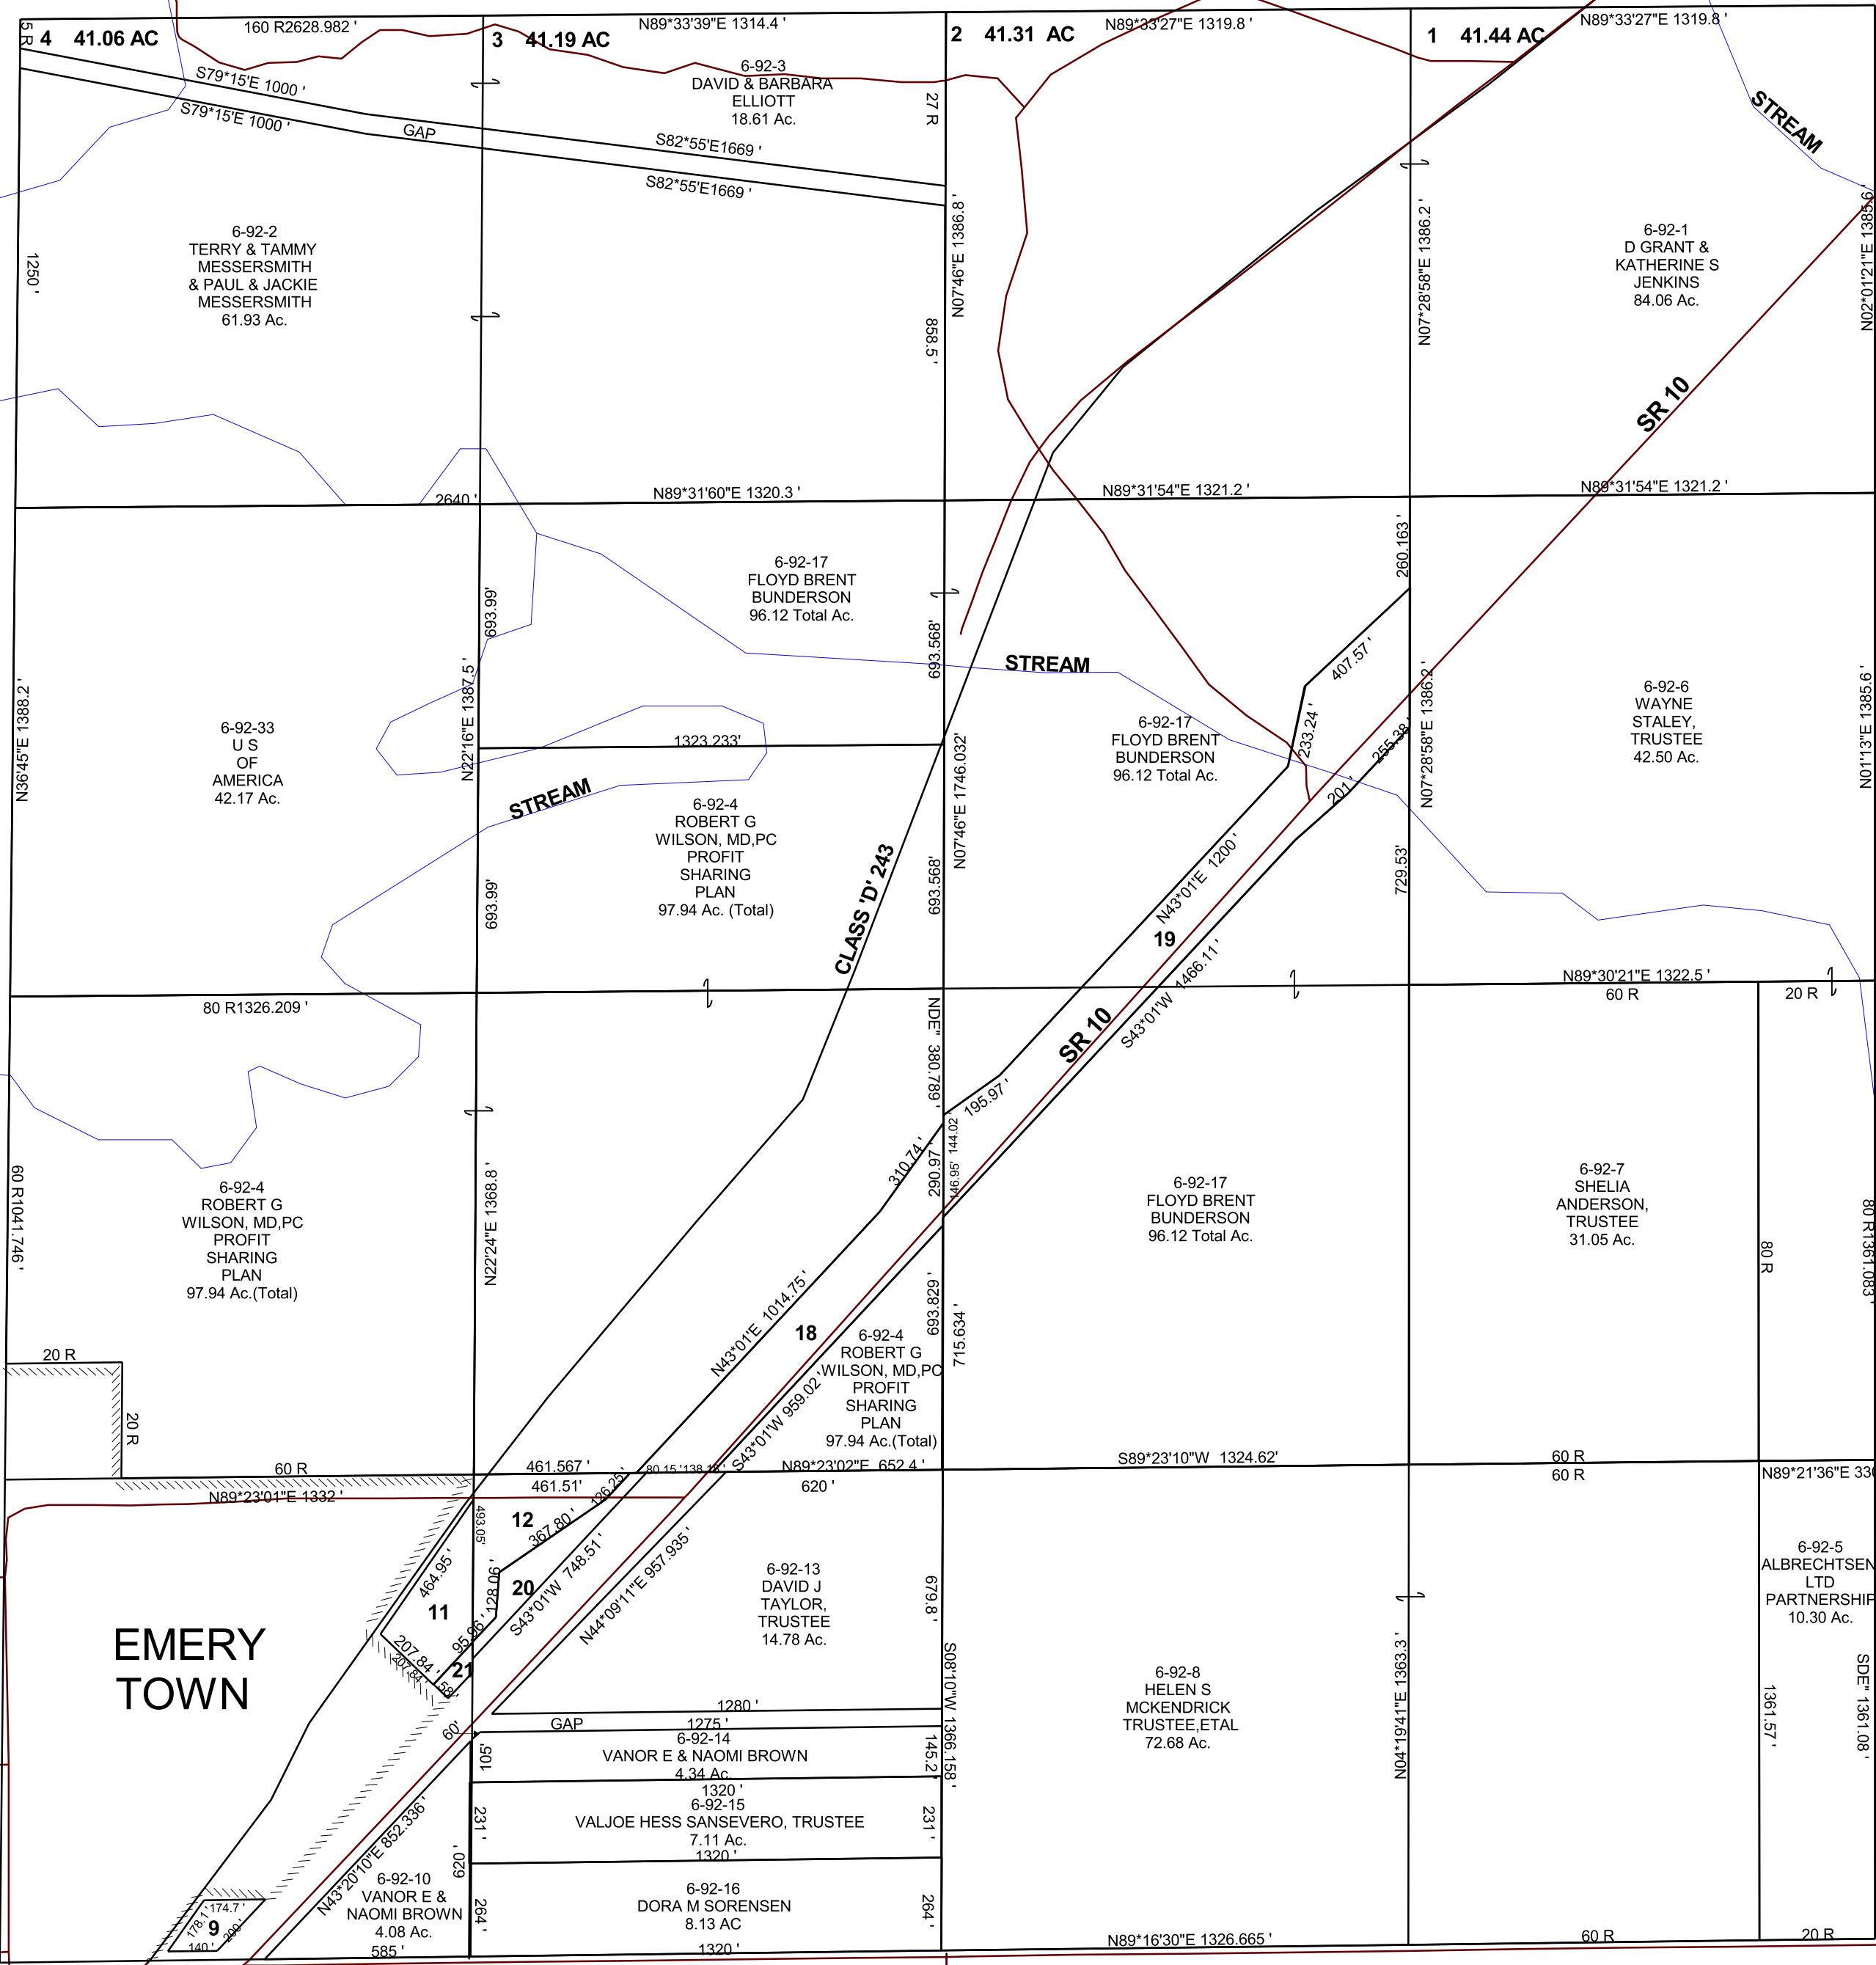 5 R
4 41.06 AC
160 R2628.982 '
3 41.19 AC
N89*33'39"E 1314.4 '
2 41.31 AC
N89*33'27"E 1319.8 '
1 41.44 AC
N89*33'27"E 1319.8 '
S79*15'E 1000 '
S79*15'E 1000 '
GAP
S82*55'E1669 '
S82*55'E1669 '
6-92-3
DAVID & BARBARA
ELLIOTT
18.61 Ac.
27 R
STREAM
1250 '
6-92-2
TERRY & TAMMY
MESSERSMITH
& PAUL & JACKIE
MESSERSMITH
61.93 Ac.
858.5 '
N07'46"E 1386.8 '
N07*28'58"E 1386.2 '
6-92-1
D GRANT &
KATHERINE S
JENKINS
84.06 Ac.
N02*01'21"E 1385.6 '
SR 10
2640 '
N89*31'60"E 1320.3 '
N89*31'54"E 1321.2 '
N89*31'54"E 1321.2 '
N36'45"E 1388.2 '
6-92-33
U S
OF
AMERICA
42.17 Ac.
693.99'
N22'16"E 1387.5 '
6-92-17
FLOYD BRENT
BUNDERSON
96.12 Total Ac.
693.598'
STREAM
260.163 '
407.57 '
233.24 '
6-92-17
FLOYD BRENT
BUNDERSON
96.12 Total Ac.
255.38 '
201 '
N07*28'58"E 1386.2 '
6-92-6
WAYNE
STALEY,
TRUSTEE
42.50 Ac.
N01'13"E 1385.6 '
1323.233'
STREAM
6-92-4
ROBERT G
WILSON, MD,PC
PROFIT
SHARING
PLAN
97.94 Ac. (Total)
693.99'
CLASS 'D' 243
693.598'
N07'46"E 1746.032'
N43*01'E 1200 '
19
S43*01'W 1466.11 '
729.53'
80 R1326.209 '
N89*30'21"E 1322.5 '
60 R
20 R
NDE" 380.789 '
SR 10
195.97 '
310.74 '
290.97 '
146.95' 144.02 '
60 R1041.746 '
6-92-4
ROBERT G
WILSON, MD,PC
PROFIT
SHARING
PLAN
97.94 Ac.(Total)
N22'24"E 1368.8 '
N43*01'E 1014.75 '
18
6-92-4
ROBERT G
WILSON, MD,PC
PROFIT
SHARING
PLAN
97.94 Ac.(Total)
693.829'
715.634 '
6-92-17
FLOYD BRENT
BUNDERSON
96.12 Total Ac.
6-92-7
SHELIA
ANDERSON,
TRUSTEE
31.05 Ac.
80 R
80 R1361.083 '
20 R
20 R
60 R
N89*23'01"E 1332 '
S43*01'W 959.02 '
461.567 '
461.51'
N89*23'02"E 652.4 '
620 '
S89*23'10"W 1324.62'
60 R
60 R
N89*21'36"E 330
126.25 '
12
367.80 '
493.05'
464.95 '
11
128.06 '
20
S43*01'W 748.51 '
N44*09'11"E 957.935'
6-92-13
DAVID J
TAYLOR,
TRUSTEE
14.78 Ac.
679.8 '
6-92-5
ALBRECHTSEN
LTD
PARTNERSHIP
10.30 Ac.
EMERY
TOWN
207.84 '
207.84 '
95.96 '
21
58 '
60'
S08'10"W 1366.158 '
6-92-8
HELEN S
MCKENDRICK
TRUSTEE,ETAL
72.68 Ac.
N04*19'41"E 1363.3 '
1361.57 '
SDE" 1361.08 '
1280 '
GAP
1275 '
105'
6-92-14
VANOR E & NAOMI BROWN
4.34 Ac.
145.2 '
1320 '
231 '
6-92-15
VALJOE HESS SANSEVERO, TRUSTEE
7.11 Ac.
231 '
1320 '
N43*20'10"E 852.336 '
620 '
6-92-10
VANOR E &
NAOMI BROWN
4.08 Ac.
585 '
264 '
6-92-16
DORA M SORENSEN
8.13 AC
264 '
1320 '
178.1 '
174.7 '
9
200 '
140 '
N89*16'30"E 1326.665 '
60 R
20 R